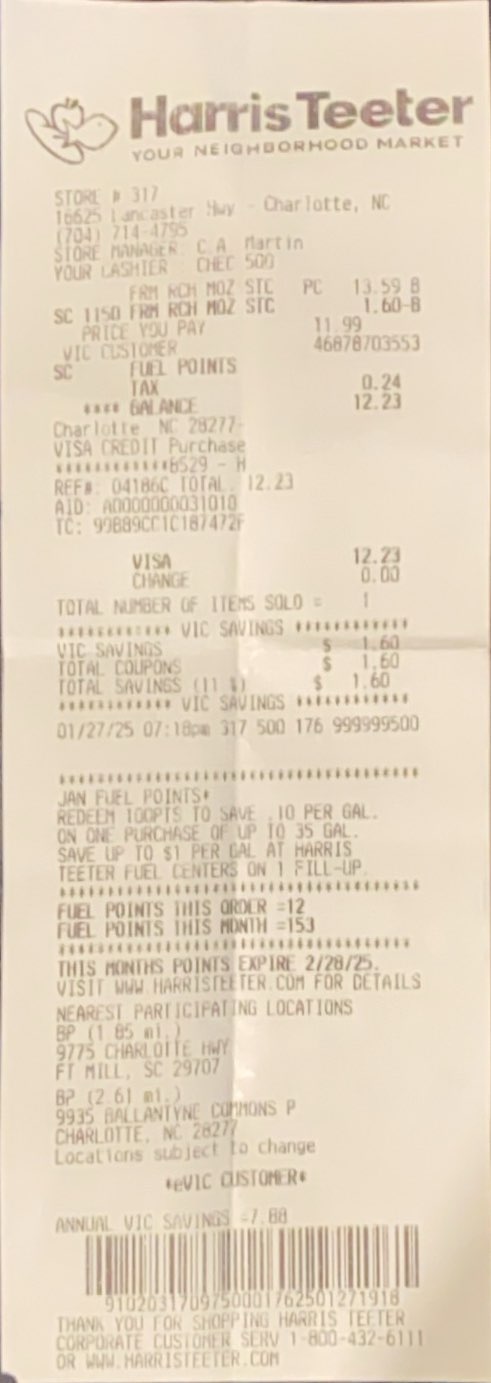 Harris Teeter
YOUR NEIGHBORHOOD MARKET
STORE # 317
16625 Lancaster Hwy - Charlotte, NC
(704) 714-4795
STORE MANAGER: C.A. Martin
YOUR CASHIER : CHEC 500
FRM RCH MOZ STC PC 13.59 B
SC 1150 FRM RCH MOZ STC 1.60-B
PRICE YOU PAY 11.99
VIC CUSTOMER 46878703553
SC FUEL POINTS
TAX 0.24
**** BALANCE 12.23
Charlotte NC 28277-
VISA CREDIT Purchase
************8529 - H
REF#: 04186C TOTAL: 12.23
AID: A0000000031010
TC: 99B89CC1C187472F
VISA 12.23
CHANGE 0.00
TOTAL NUMBER OF ITEMS SOLD = 1
************ VIC SAVINGS ************
VIC SAVINGS $ 1.60
TOTAL COUPONS $ 1.60
TOTAL SAVINGS (11 %) $ 1.60
************ VIC SAVINGS ************
01/27/25 07:18pm 317 500 176 999999500
**************************************
JAN FUEL POINTS*
REDEEM 100PTS TO SAVE .10 PER GAL.
ON ONE PURCHASE OF UP TO 35 GAL.
SAVE UP TO $1 PER GAL AT HARRIS
TEETER FUEL CENTERS ON 1 FILL-UP.
**************************************
FUEL POINTS THIS ORDER =12
FUEL POINTS THIS MONTH =153
**************************************
THIS MONTHS POINTS EXPIRE 2/28/25.
VISIT WWW.HARRISTEETER.COM FOR DETAILS
NEAREST PARTICIPATING LOCATIONS
BP (1.85 mi.)
9775 CHARLOTTE HWY
FT MILL, SC 29707
BP (2.61 mi.)
9935 BALLANTYNE COMMONS P
CHARLOTTE, NC 28277
Locations subject to change
*eVIC CUSTOMER*
ANNUAL VIC SAVINGS =7.88
9102031709750001762501271918
THANK YOU FOR SHOPPING HARRIS TEETER
CORPORATE CUSTOMER SERV 1-800-432-6111
OR WWW.HARRISTEETER.COM